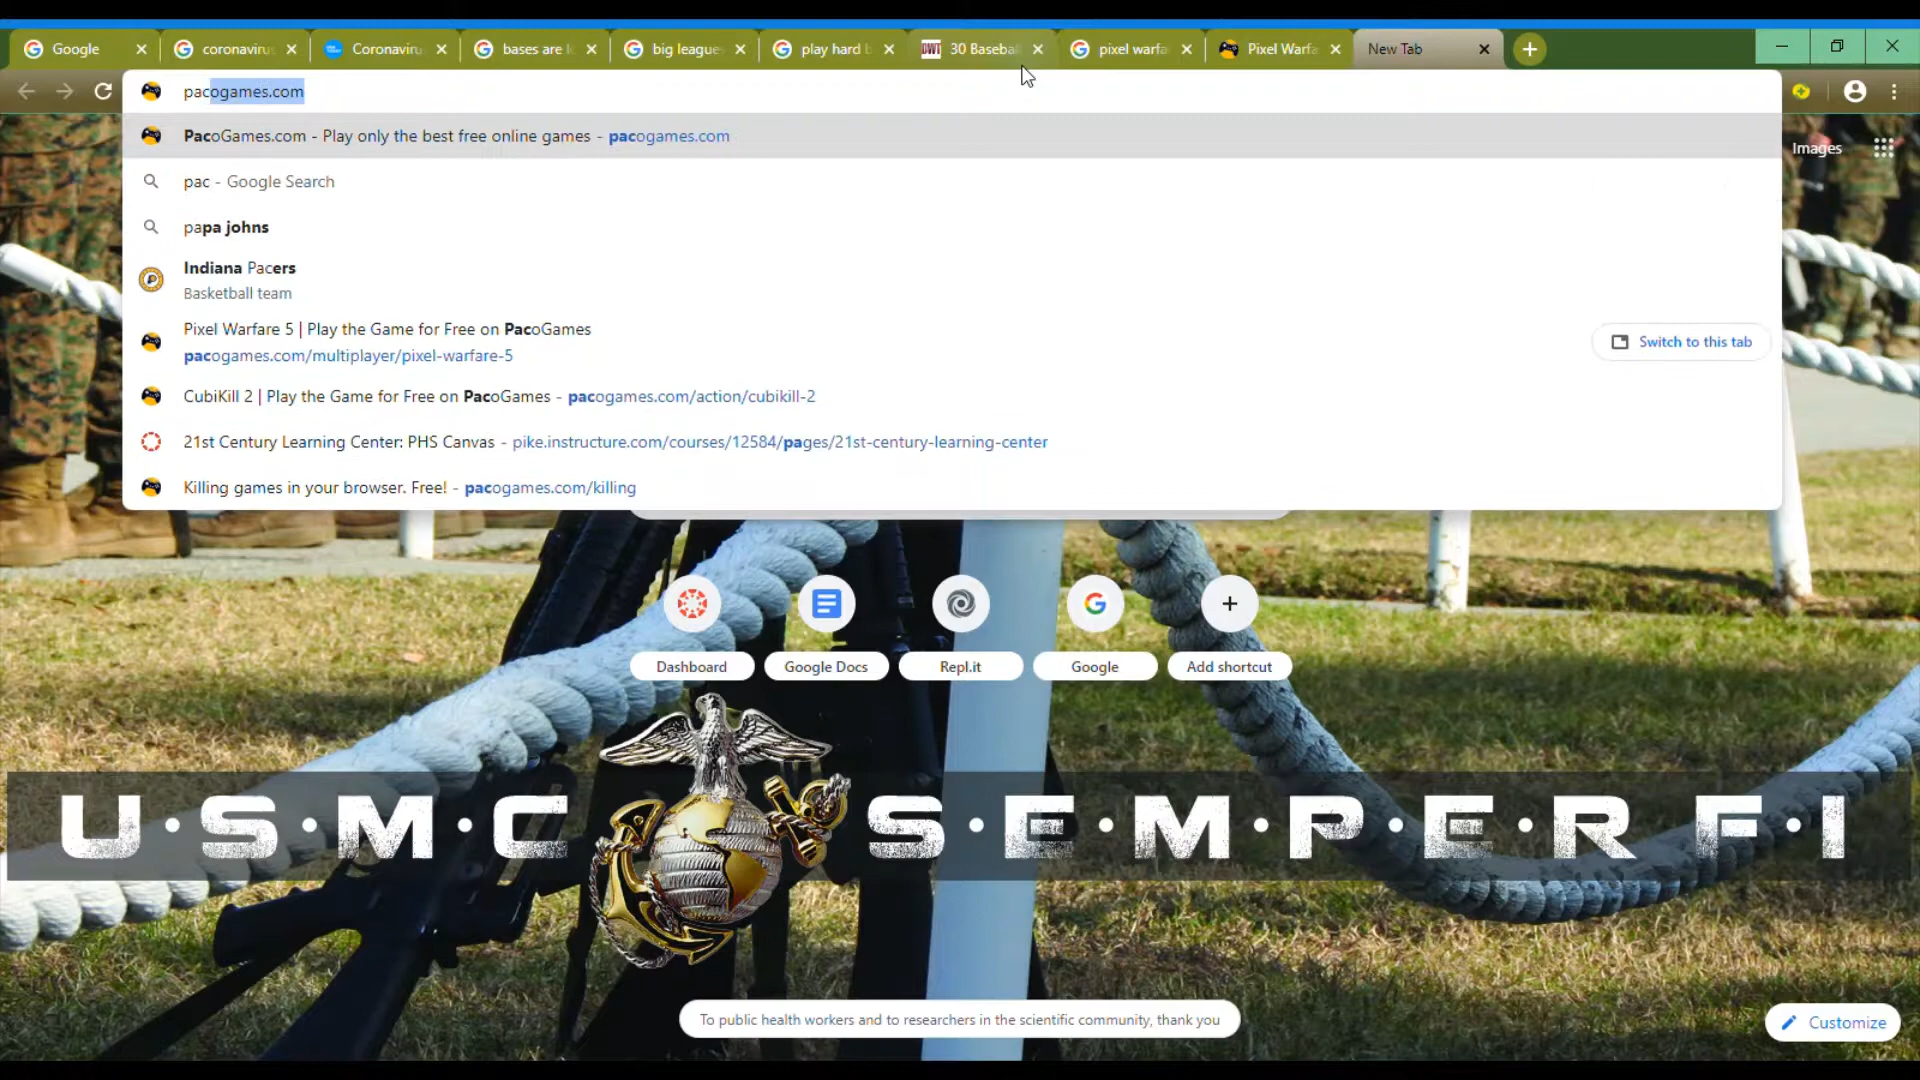 Google
coronaviru
Coronaviru
bases are l
big leagues
play hard b
DWT 30 Baseba
pixel warfa
Pixel Warfa
New Tab
pacogames.com
PacoGames.com - Play only the best free online games - pacogames.com
pac - Google Search
papa johns
Indiana Pacers
Basketball team
Pixel Warfare 5 | Play the Game for Free on PacoGames
pacogames.com/multiplayer/pixel-warfare-5
Switch to this tab
CubiKill 2 | Play the Game for Free on PacoGames - pacogames.com/action/cubikill-2
21st Century Learning Center: PHS Canvas - pike.instructure.com/courses/12584/pages/21st-century-learning-center
Killing games in your browser. Free! - pacogames.com/killing
Images
Dashboard
Google Docs
Repl.it
Google
Add shortcut
U·S·M·C S·E·M·P·E·R F·I
To public health workers and to researchers in the scientific community, thank you
Customize